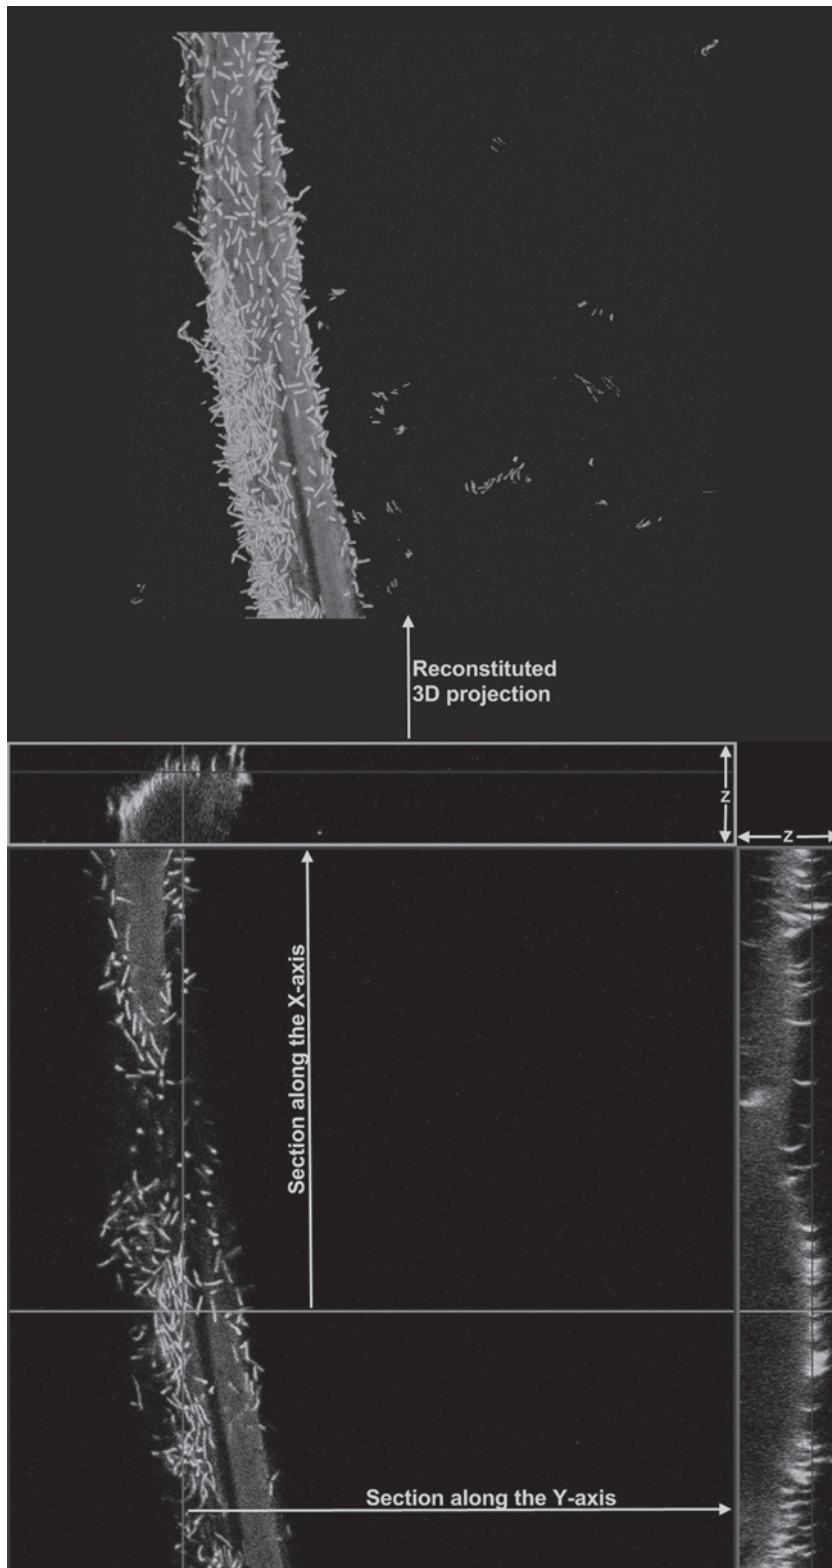 Reconstituted
3D projection
Z
Z
Section along the X-axis
Section along the Y-axis